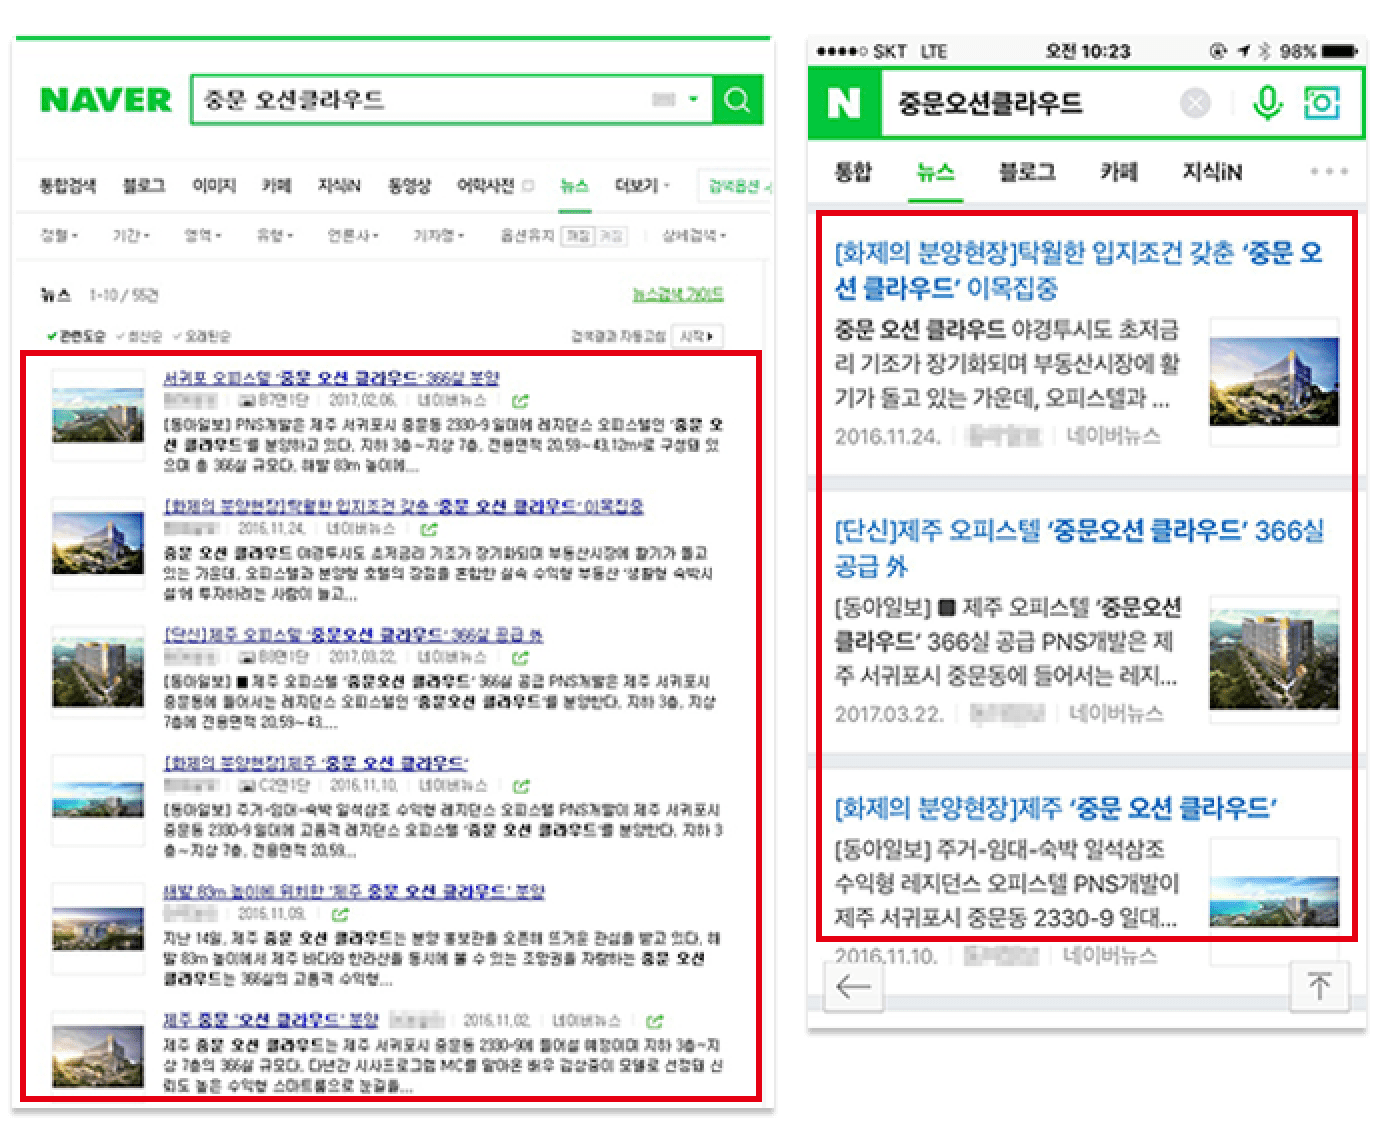 NAVER
중문 오션클라우드
통합검색 블로그 이미지 카페 지식iN 동영상 어학사전 뉴스 더보기 검색옵션
정렬 기간 영역 유형 언론사 기자명 옵션유지 꺼짐 켜짐 상세검색
뉴스 1-10 / 55건 뉴스검색 가이드
관련도순 최신순 오래된순 검색결과 자동고침 시작
서귀포 오피스텔 '중문 오션 클라우드' 366실 분양
B7면1단 2017.02.06. 네이버뉴스
[동아일보] PNS개발은 제주 서귀포시 중문동 2330-9 일대에 레지던스 오피스텔인 '중문 오
션 클라우드'를 분양하고 있다. 지하 3층~지상 7층, 전용면적 20.59~43.12m²로 구성돼 있
으며 총 366실 규모다. 해발 83m 높이에...
[화제의 분양현장]탁월한 입지조건 갖춘 '중문 오션 클라우드' 이목집중
2016.11.24. 네이버뉴스
중문 오션 클라우드 야경투시도 초저금리 기조가 장기화되며 부동산시장에 활기가 돌고
있는 가운데, 오피스텔과 분양형 호텔의 장점을 혼합한 실속 수익형 부동산 '생활형 숙박시
설'에 투자하려는 사람이 늘고...
[단신]제주 오피스텔 '중문오션 클라우드' 366실 공급 外
B8면1단 2017.03.22. 네이버뉴스
[동아일보] ■ 제주 오피스텔 '중문오션 클라우드' 366실 공급 PNS개발은 제주 서귀포시
중문동에 들어서는 레지던스 오피스텔인 '중문오션 클라우드'를 분양한다. 지하 3층, 지상
7층에 전용면적 20.59~43....
[화제의 분양현장]제주 '중문 오션 클라우드'
C2면1단 2016.11.10. 네이버뉴스
[동아일보] 주거-임대-숙박 일석삼조 수익형 레지던스 오피스텔 PNS개발이 제주 서귀포시
중문동 2330-9 일대에 고품격 레지던스 오피스텔 '중문 오션 클라우드'를 분양한다. 지하 3
층~지상 7층, 전용면적 20.59...
해발 83m 높이에 위치한 '제주 중문 오션 클라우드' 분양
2016.11.09.
지난 14일, 제주 중문 오션 클라우드는 분양 홍보관을 오픈해 뜨거운 관심을 받고 있다. 해
발 83m 높이에서 제주 바다와 한라산을 동시에 볼 수 있는 조망권을 자랑하는 중문 오션
클라우드는 366실의 고품격 수익형...
제주 중문 '오션 클라우드' 분양 2016.11.02. 네이버뉴스
제주 중문 오션 클라우드는 제주 서귀포시 중문동 2330-9에 들어설 예정이며 지하 3층~지
상 7층의 366실 규모다. 다년간 시사프로그램 MC를 맡아온 배우 김상중이 모델로 선정돼 신
뢰도 높은 수익형 스마트룸으로 눈길을...
SKT LTE 오전 10:23 98%
N 중문오션클라우드
통합 뉴스 블로그 카페 지식iN
[화제의 분양현장]탁월한 입지조건 갖춘 '중문 오
션 클라우드' 이목집중
중문 오션 클라우드 야경투시도 초저금
리 기조가 장기화되며 부동산시장에 활
기가 돌고 있는 가운데, 오피스텔과 ...
2016.11.24. 네이버뉴스
[단신]제주 오피스텔 '중문오션 클라우드' 366실
공급 外
[동아일보] ■ 제주 오피스텔 '중문오션
클라우드' 366실 공급 PNS개발은 제
주 서귀포시 중문동에 들어서는 레지...
2017.03.22. 네이버뉴스
[화제의 분양현장]제주 '중문 오션 클라우드'
[동아일보] 주거-임대-숙박 일석삼조
수익형 레지던스 오피스텔 PNS개발이
제주 서귀포시 중문동 2330-9 일대...
2016.11.10. 네이버뉴스